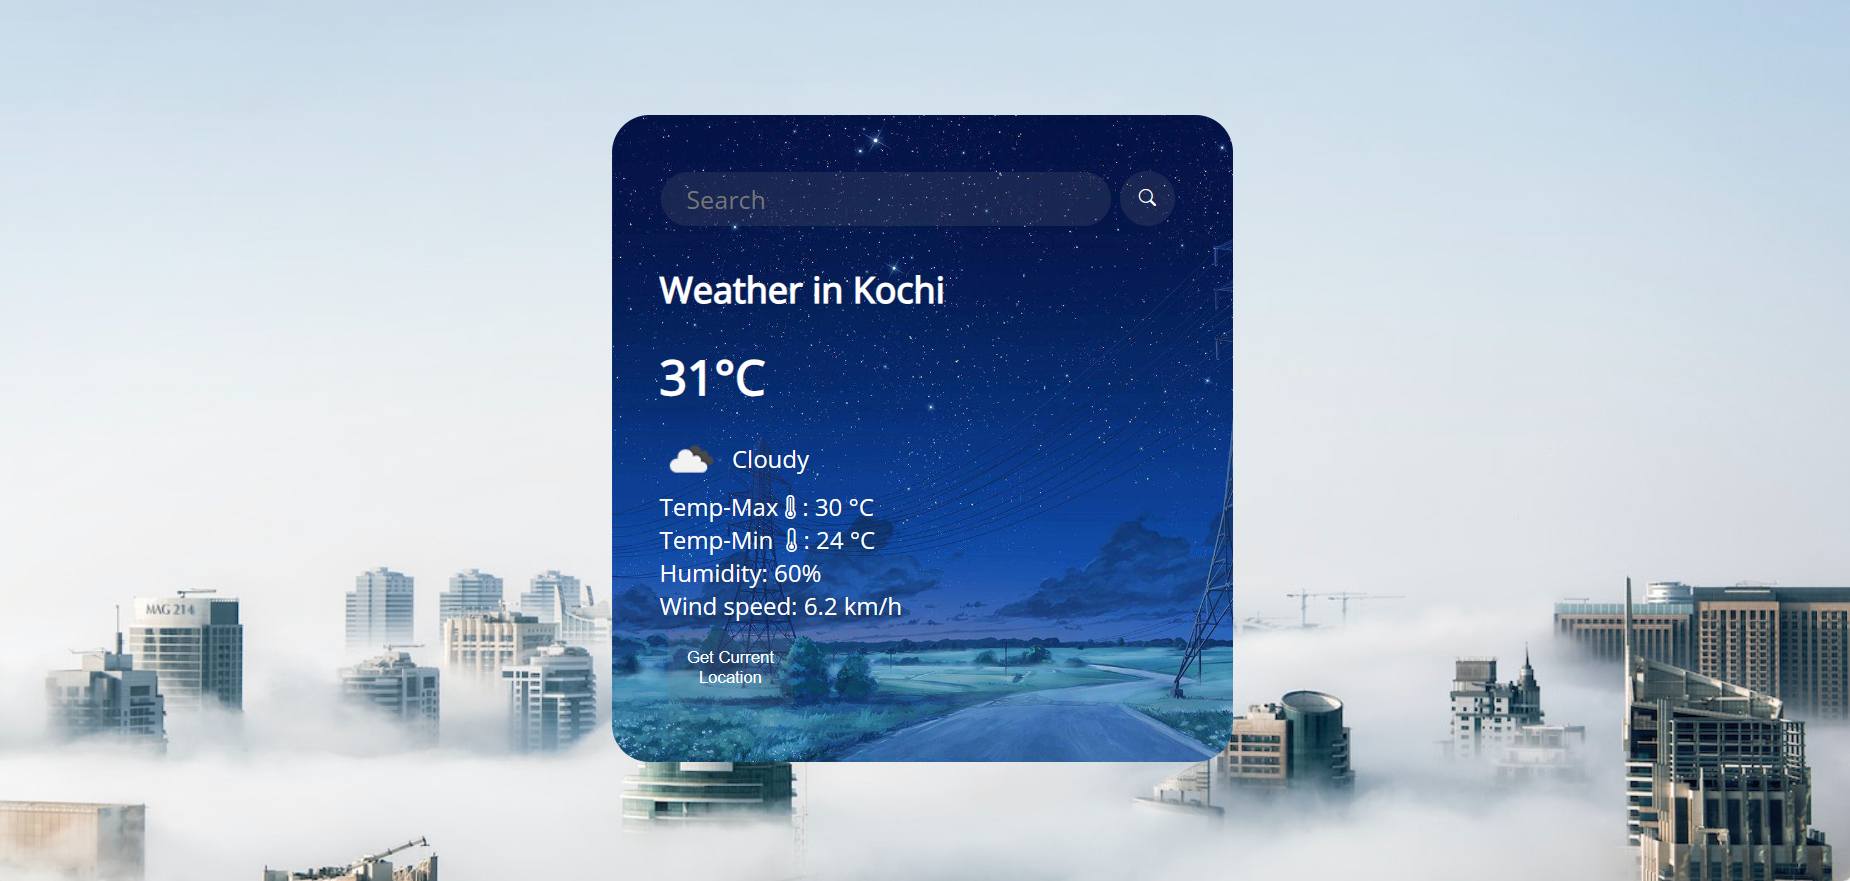 Search
Weather in Kochi
31°C
Cloudy
Temp-Max : 30 °C
Temp-Min : 24 °C
Humidity: 60%
Wind speed: 6.2 km/h
Get Current
Location
MAG 214